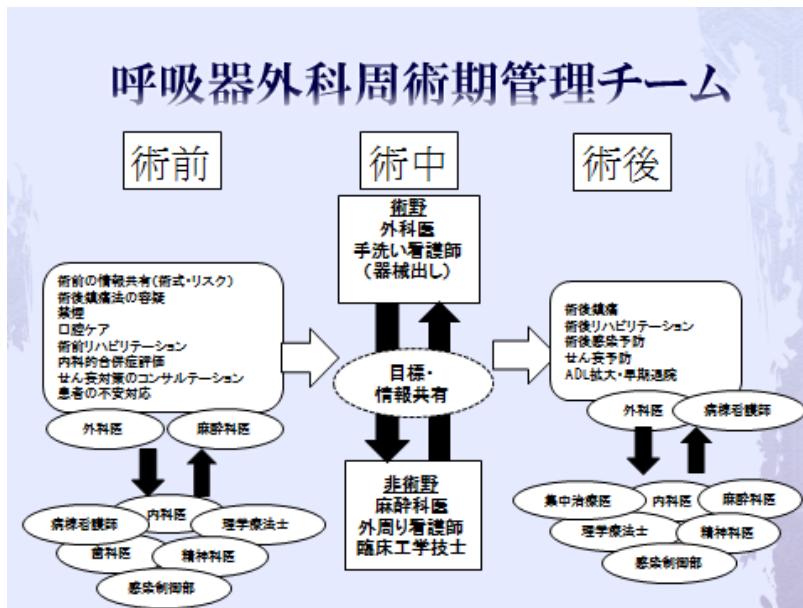 呼吸器外科周術期管理チーム
術前
術前の情報共有(術式・リスク)
術後鎮痛法の容疑
禁煙
口腔ケア
術前リハビリテーション
内科的合併症評価
せん妄対策のコンサルテーション
患者の不安対応
外科医
麻酔科医
内科医
病棟看護師
理学療法士
歯科医
精神科医
感染制御部
術中
術野
外科医
手洗い看護師
(器械出し)
目標・
情報共有
非術野
麻酔科医
外周り看護師
臨床工学技士
術後
術後鎮痛
術後リハビリテーション
術後感染予防
せん妄予防
ADL拡大・早期退院
外科医
病棟看護師
集中治療医
内科医
麻酔科医
理学療法士
精神科医
感染制御部